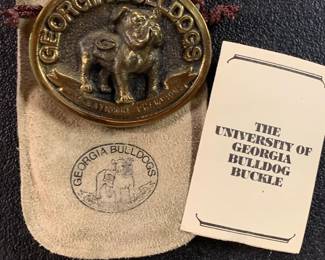 GEORGIA BULLDOGS
GEORGIA BULLDOGS
THE
UNIVERSITY OF
GEORGIA
BULLDOG
BUCKLE